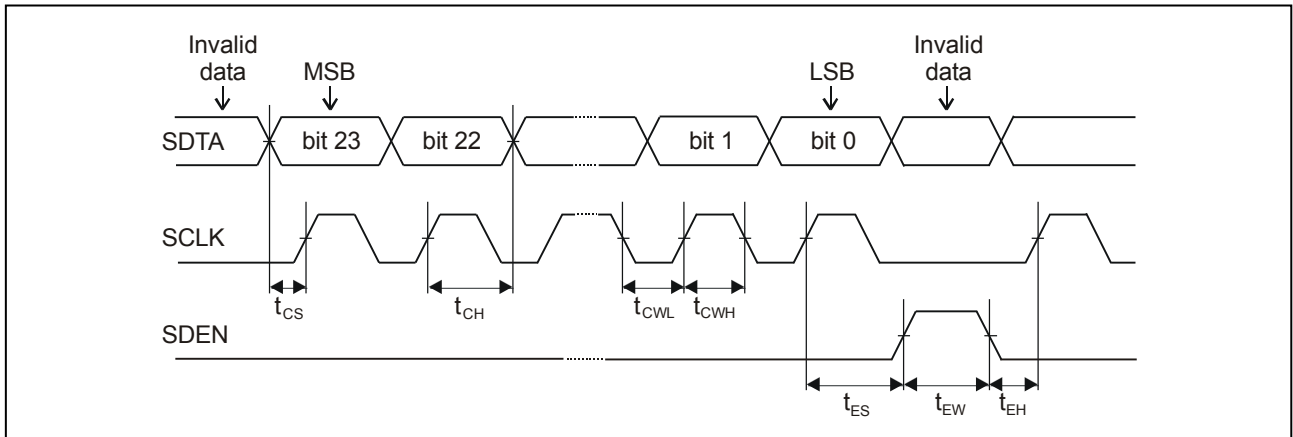 Invalid
data
MSB
LSB
Invalid
data
SDTA
bit 23
bit 22
bit 1
bit 0
SCLK
tCS
tCH
tCWL
tCWH
SDEN
tES
tEW
tEH